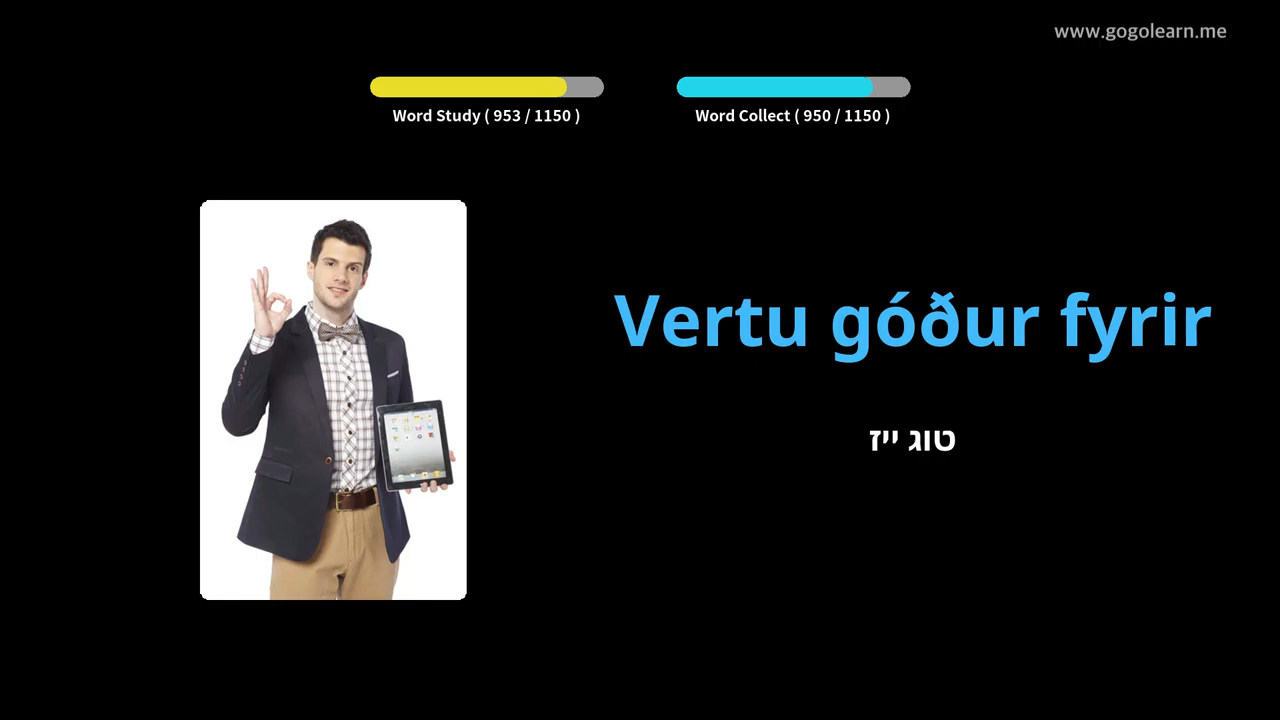 www.gogolearn.me
Word Study ( 953 / 1150 )
Word Collect ( 950 / 1150 )
Vertu góður fyrir
טוג ייז